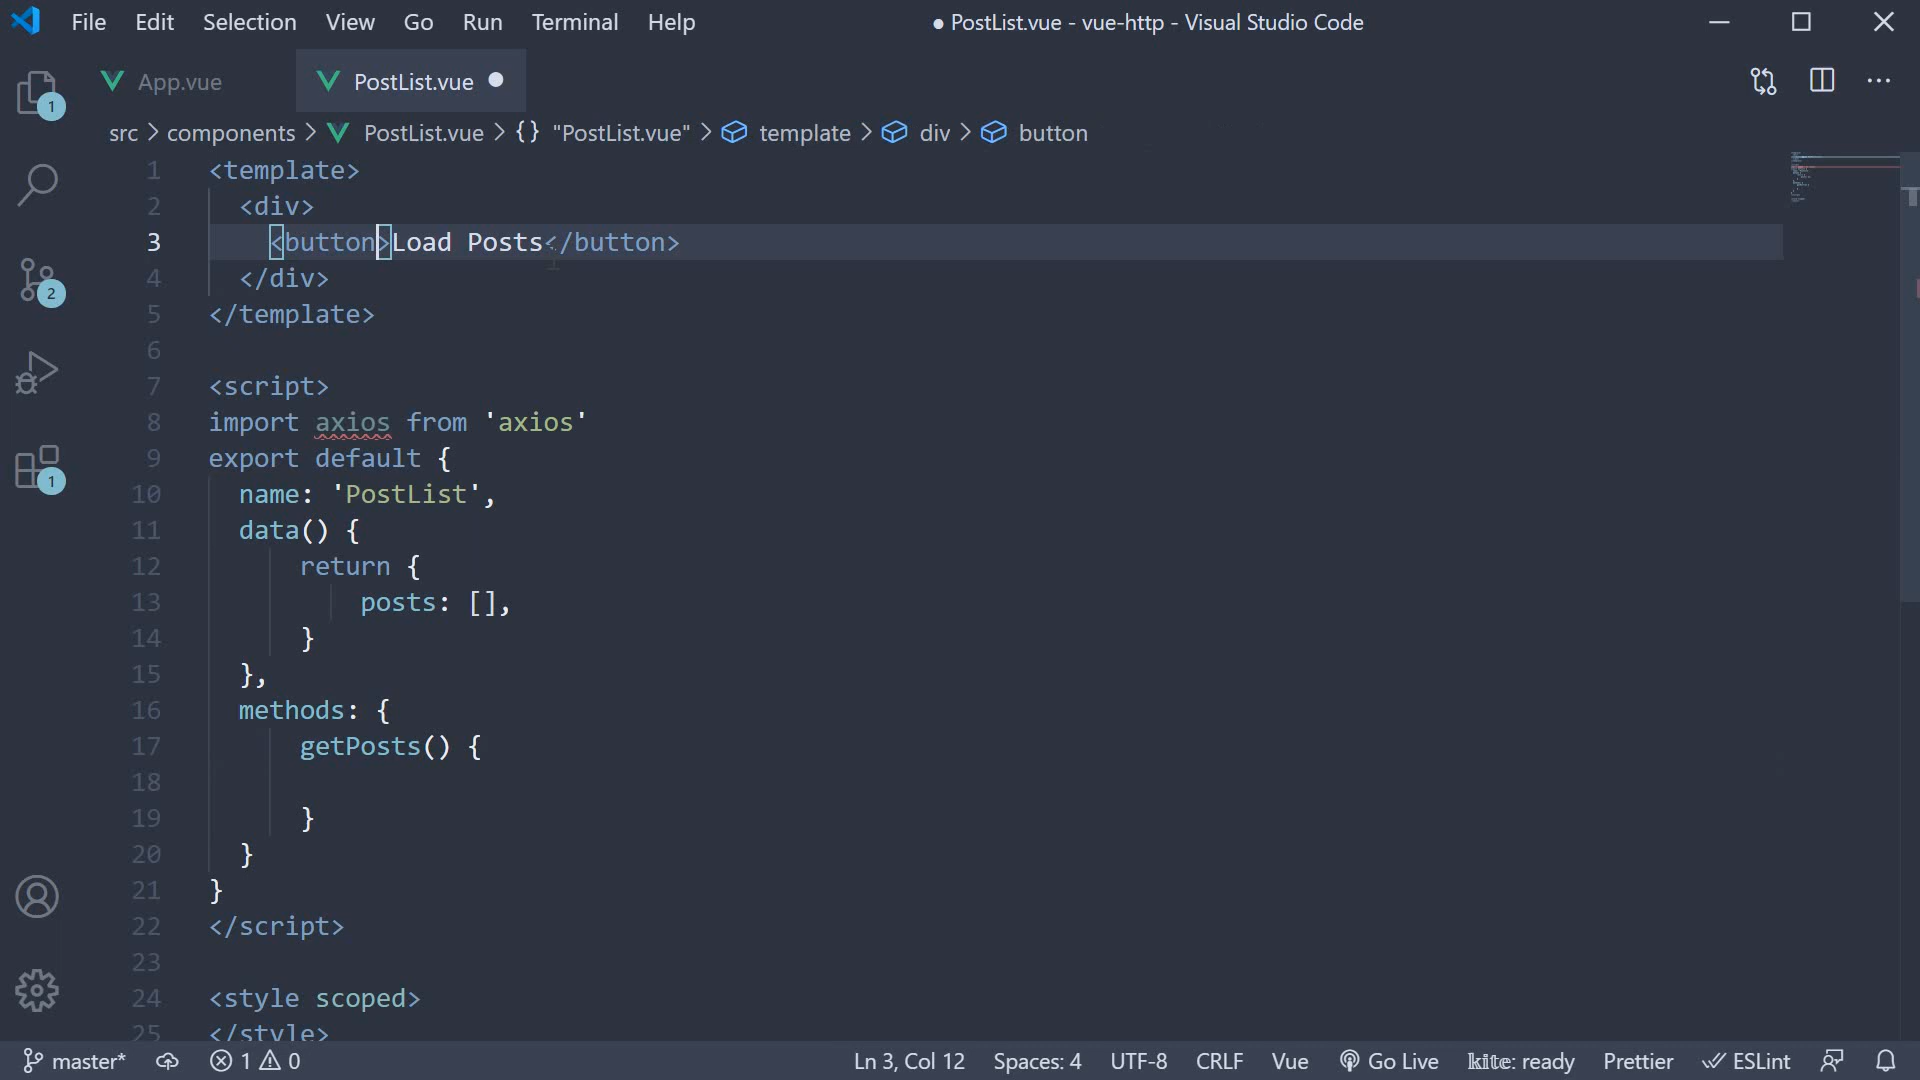 File Edit Selection View Go Run Terminal Help ● PostList.vue - vue-http - Visual Studio Code
App.vue PostList.vue
1
src > components > PostList.vue > {} "PostList.vue" > template > div > button
1 <template>
2 <div>
3 <button>Load Posts</button>
4 </div>
2
5 </template>
6
7 <script>
8 import axios from 'axios'
9 export default {
1
10 name: 'PostList',
11 data() {
12 return {
13 posts: [],
14 }
15 },
16 methods: {
17 getPosts() {
18
19 }
20 }
21 }
22 </script>
23
24 <style scoped>
25 </style>
master* 1 0 Ln 3, Col 12 Spaces: 4 UTF-8 CRLF Vue Go Live kite: ready Prettier ESLint